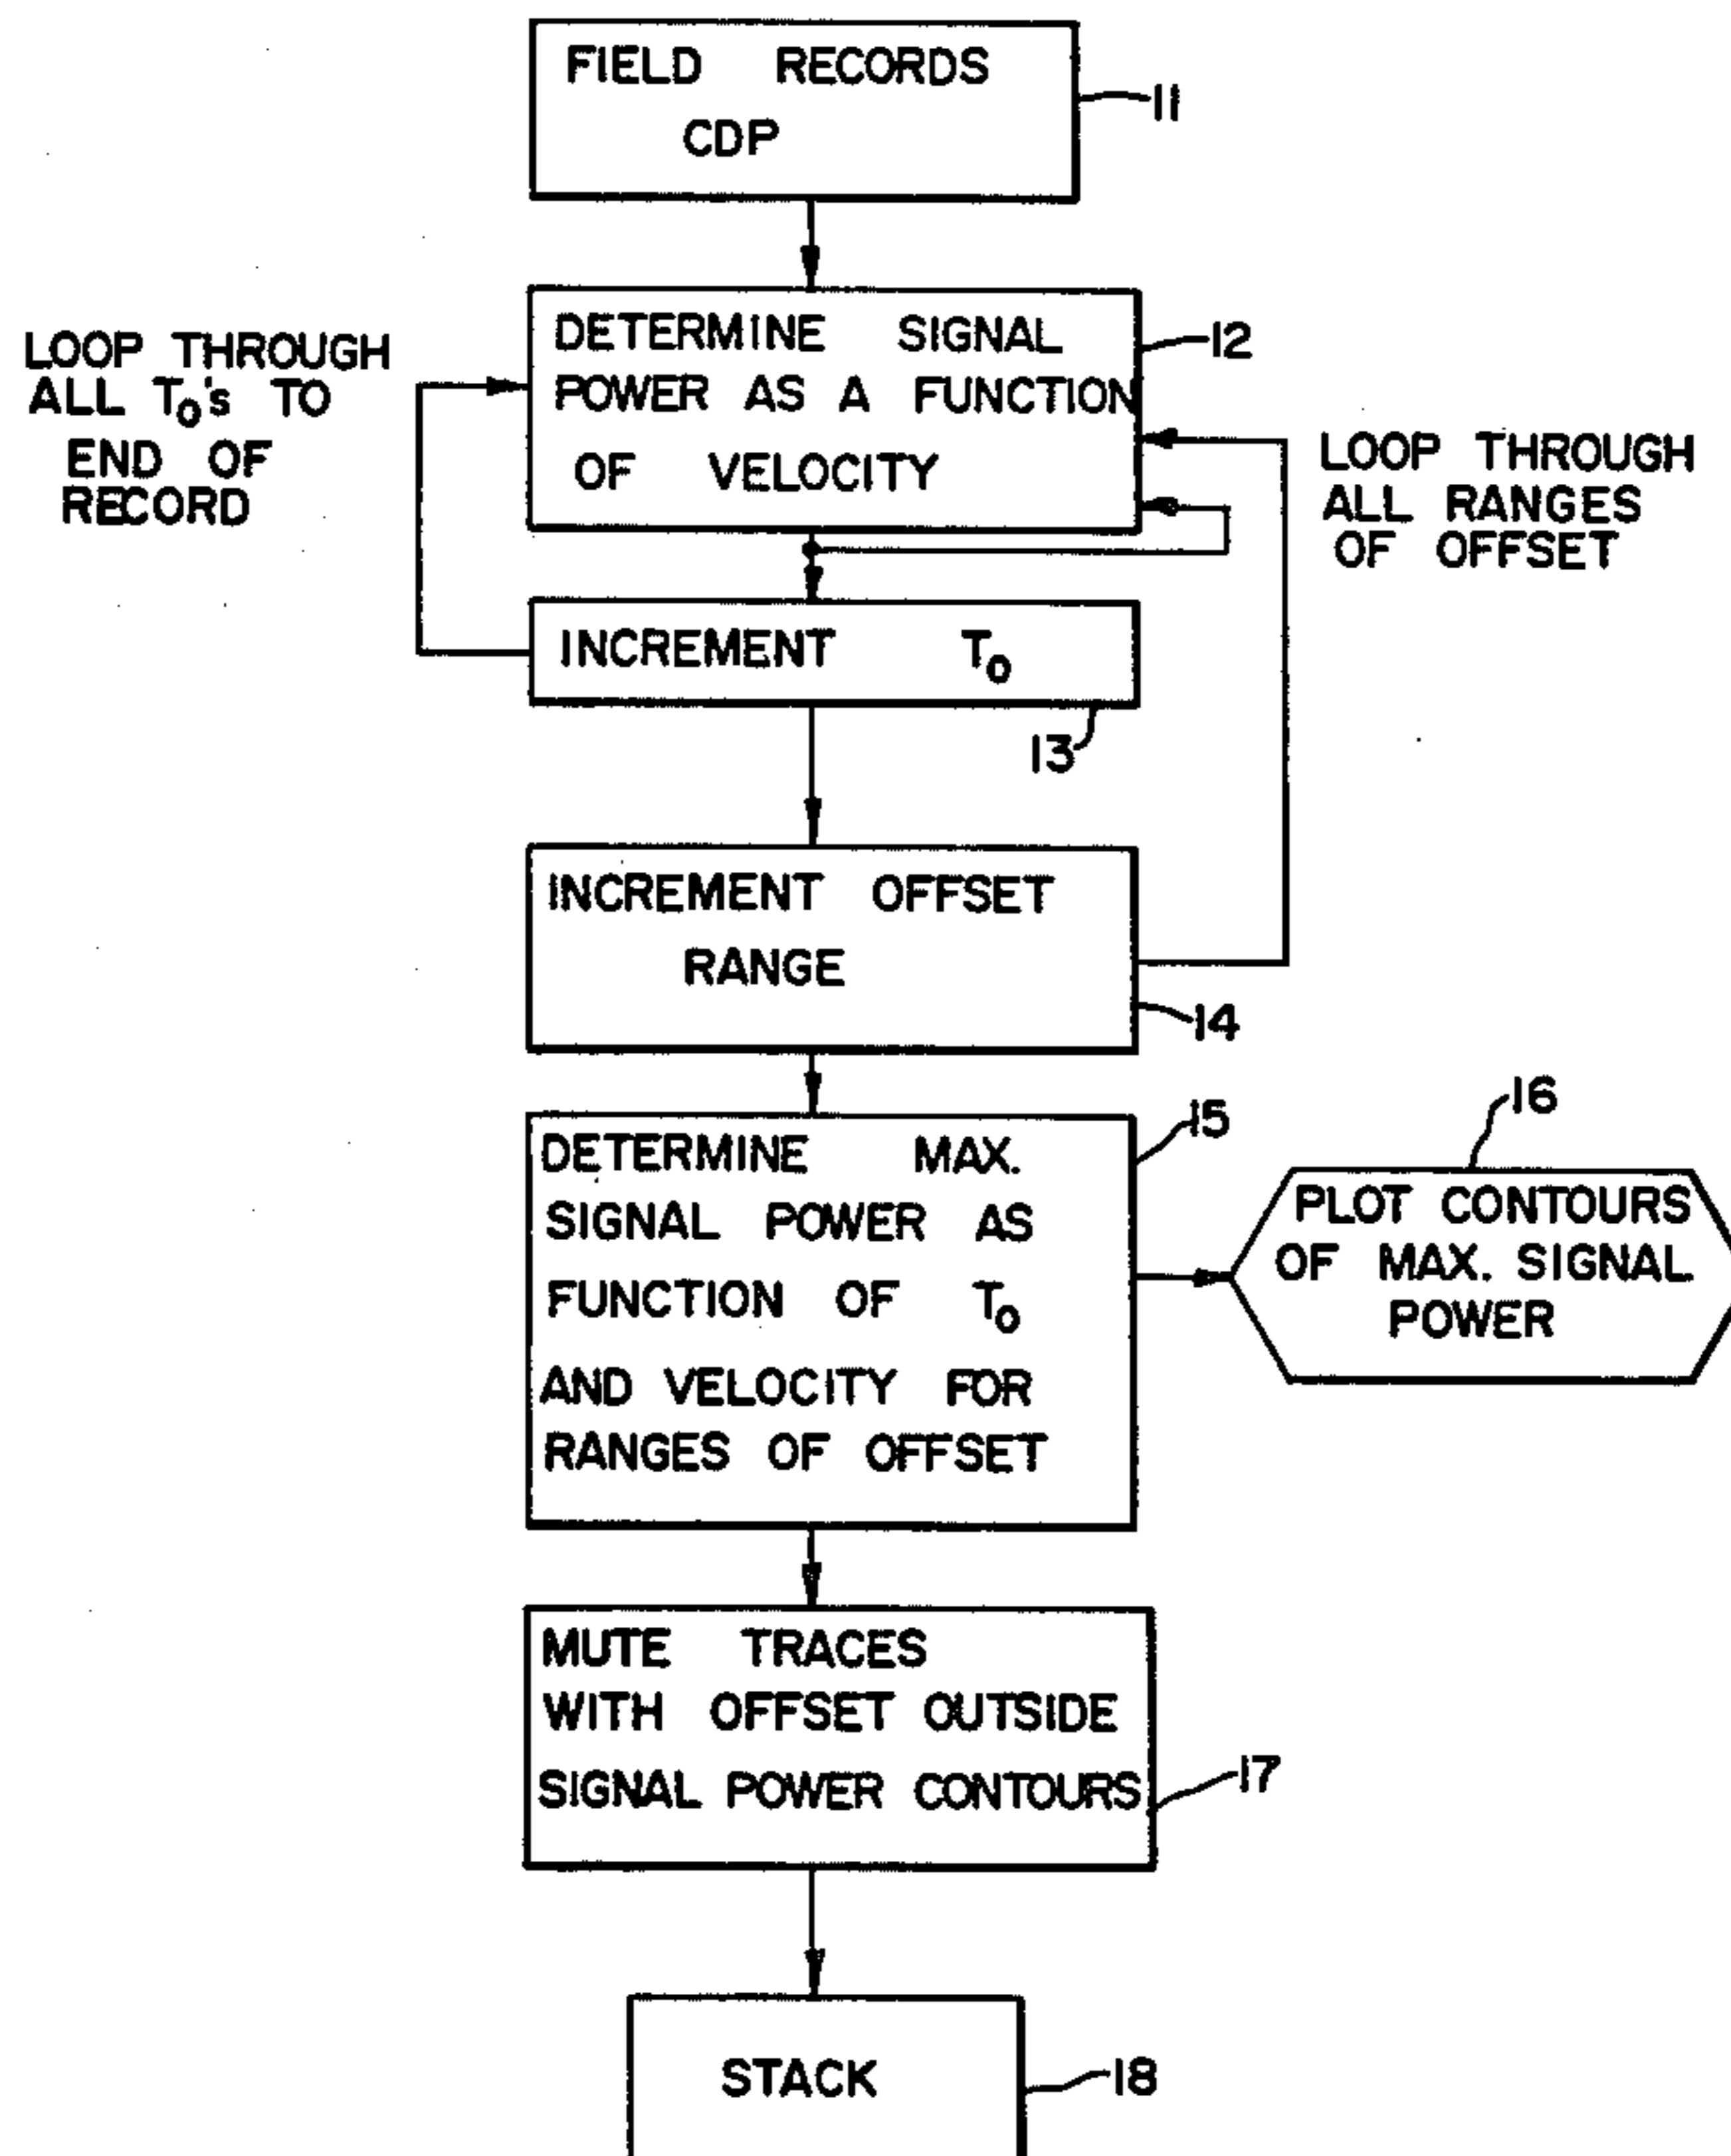 FIELD RECORDS
CDP
11
DETERMINE SIGNAL
POWER AS A FUNCTION
OF VELOCITY
12
LOOP THROUGH
ALL T₀'s TO
END OF
RECORD
LOOP THROUGH
ALL RANGES
OF OFFSET
INCREMENT T₀
13
INCREMENT OFFSET
RANGE
14
DETERMINE MAX.
SIGNAL POWER AS
FUNCTION OF T₀
AND VELOCITY FOR
RANGES OF OFFSET
15
16
PLOT CONTOURS
OF MAX. SIGNAL
POWER
MUTE TRACES
WITH OFFSET OUTSIDE
SIGNAL POWER CONTOURS
17
STACK
18